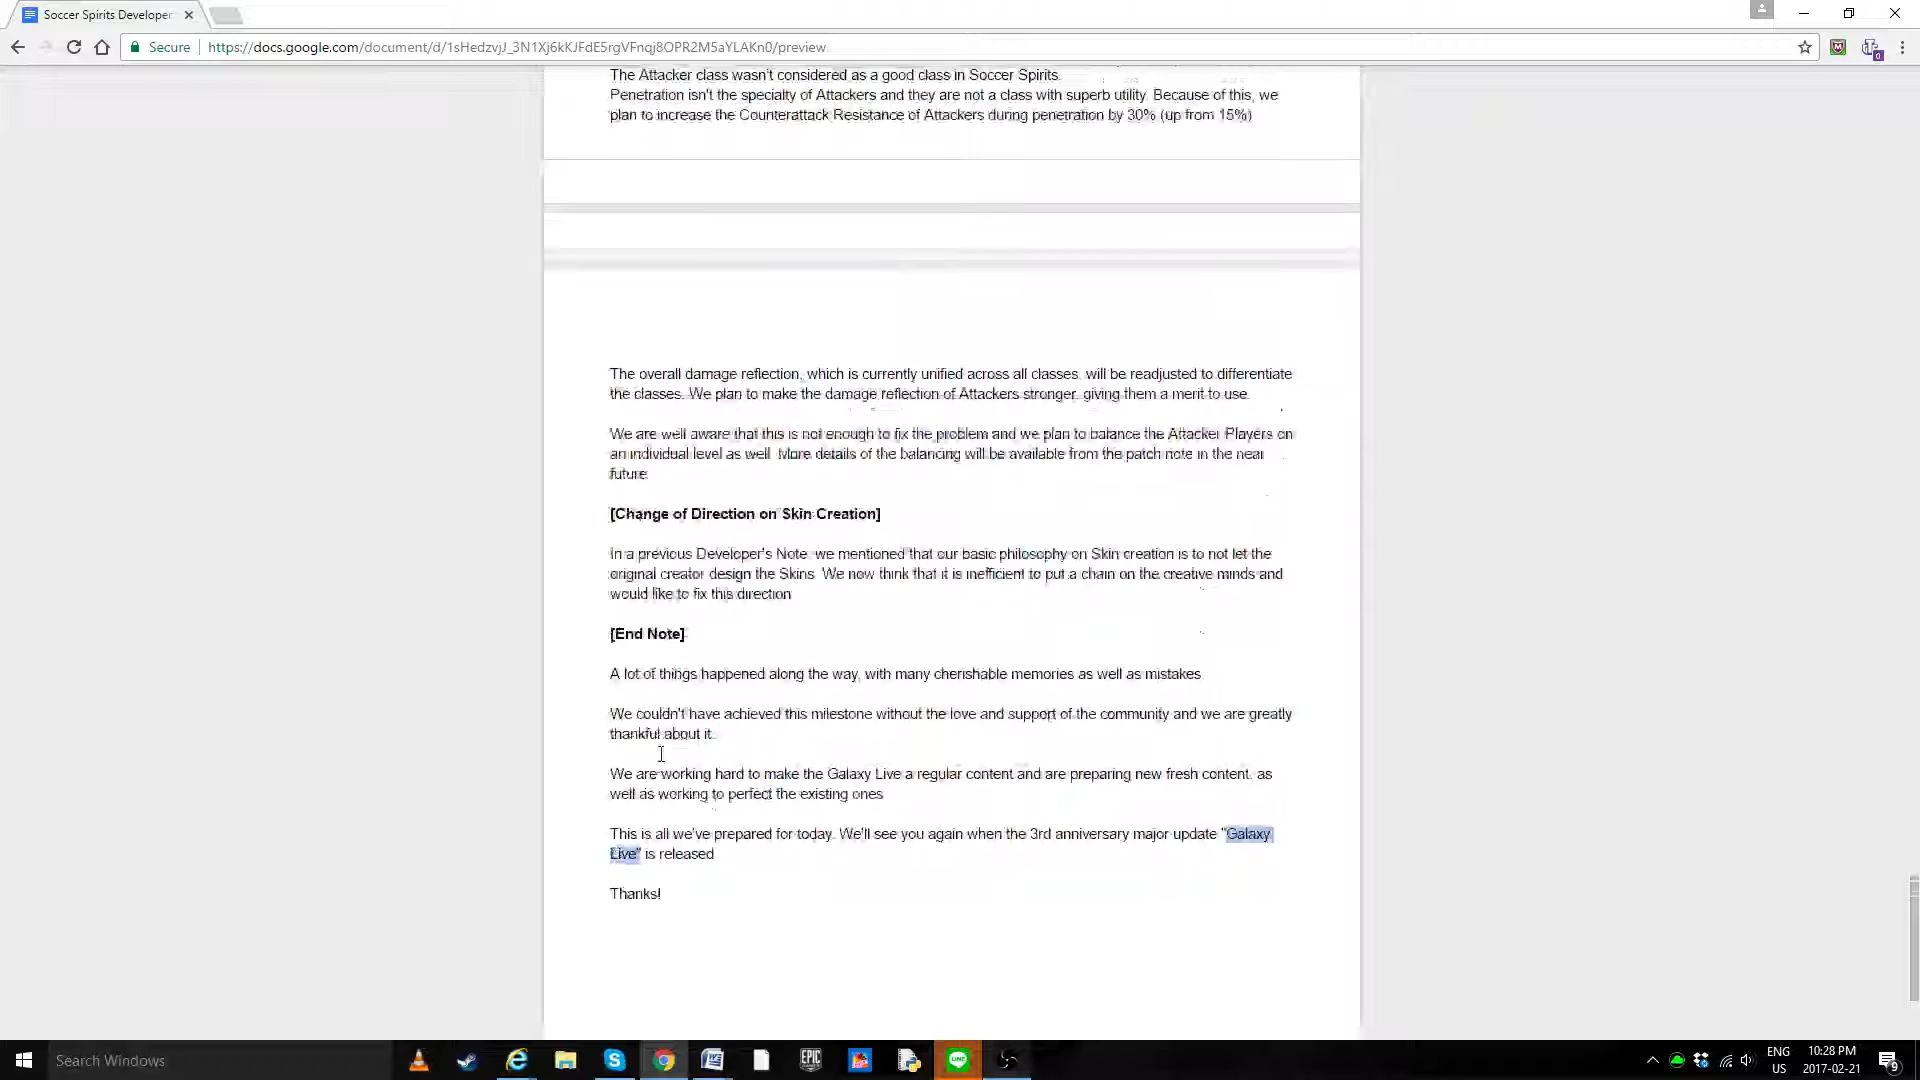 Soccer Spirits Developer
Secure
https://docs.google.com/document/d/1sHedzvjJ_3N1Xj6kKJFdE5rgVFnqj8OPR2M5aYLAKn0/preview
The Attacker class wasn't considered as a good class in Soccer Spirits.
Penetration isn't the specialty of Attackers and they are not a class with superb utility. Because of this, we
plan to increase the Counterattack Resistance of Attackers during penetration by 30% (up from 15%)
The overall damage reflection, which is currently unified across all classes, will be readjusted to differentiate
the classes. We plan to make the damage reflection of Attackers stronger, giving them a merit to use.
We are well aware that this is not enough to fix the problem and we plan to balance the Attacker Players on
an individual level as well. More details of the balancing will be available from the patch note in the near
future.
[Change of Direction on Skin Creation]
In a previous Developer's Note, we mentioned that our basic philosophy on Skin creation is to not let the
original creator design the Skins. We now think that it is inefficient to put a chain on the creative minds and
would like to fix this direction.
[End Note]
A lot of things happened along the way, with many cherishable memories as well as mistakes.
We couldn't have achieved this milestone without the love and support of the community and we are greatly
thankful about it.
We are working hard to make the Galaxy Live a regular content and are preparing new fresh content, as
well as working to perfect the existing ones.
This is all we've prepared for today. We'll see you again when the 3rd anniversary major update "Galaxy
Live" is released
Thanks!
Search Windows
EPIC
LINE
ENG
US
10:28 PM
2017-02-21
9